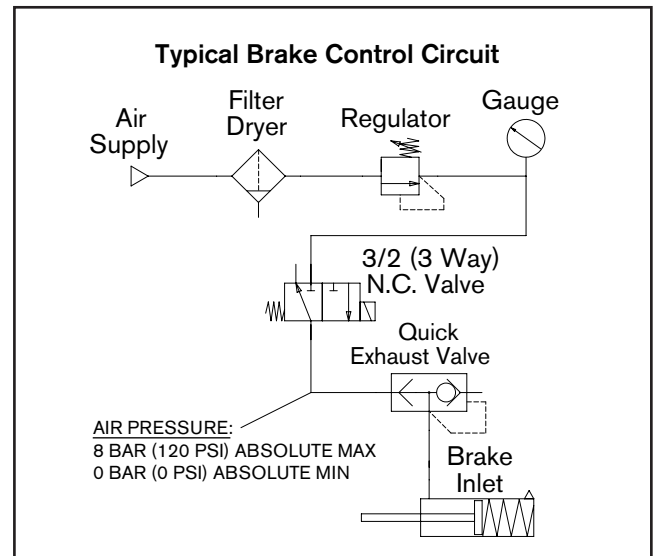 Typical Brake Control Circuit
Air
Supply
Filter
Dryer
Regulator
Gauge
3/2 (3 Way)
N.C. Valve
Quick
Exhaust Valve
AIR PRESSURE:
8 BAR (120 PSI) ABSOLUTE MAX
0 BAR (0 PSI) ABSOLUTE MIN
Brake
Inlet